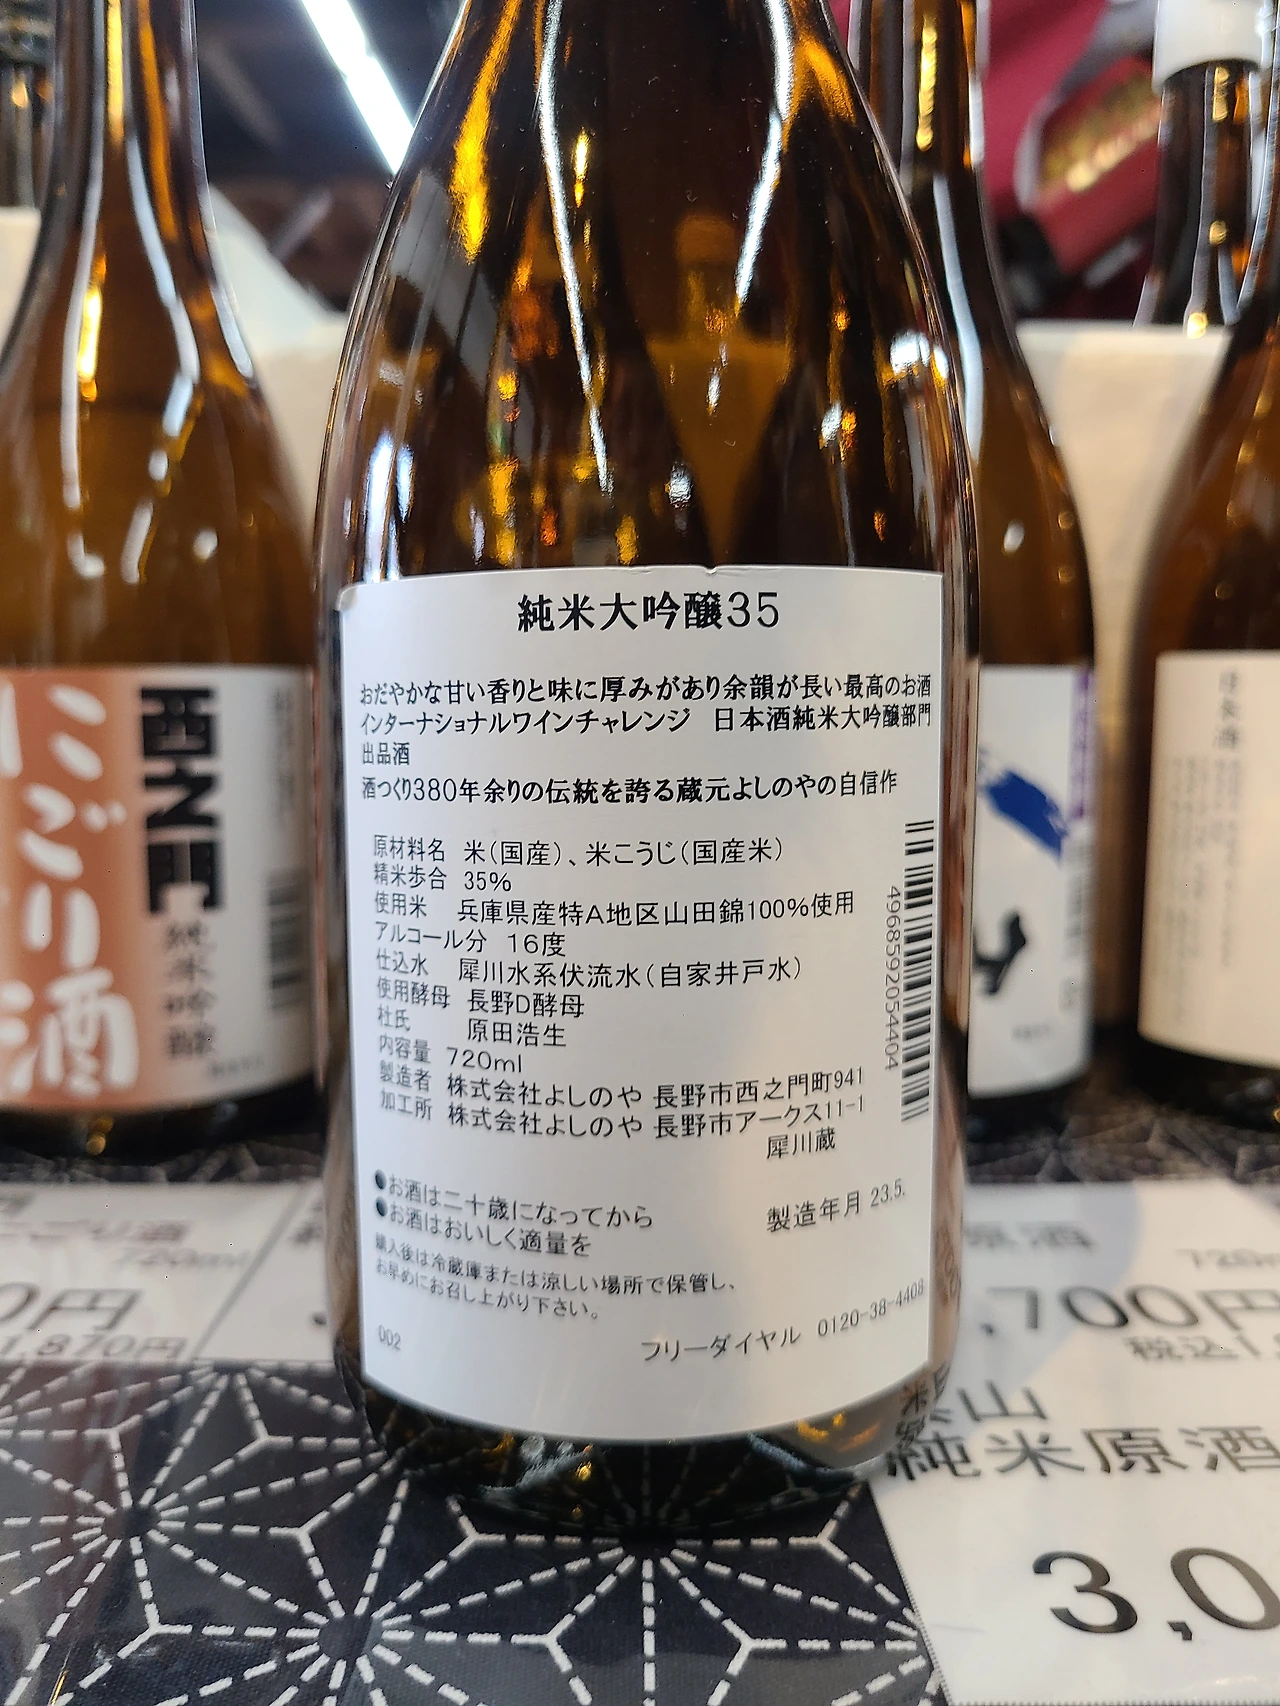 純米大吟醸35
おだやかな甘い香りと味に厚みがあり余韻が長い最高のお酒
インターナショナルワインチャレンジ 日本酒純米大吟醸部門
出品酒
酒つくり380年余りの伝統を誇る蔵元よしのやの自信作
原材料名 米(国産)、米こうじ(国産米)
精米歩合 35%
使用米 兵庫県産特A地区山田錦100%使用
アルコール分 16度
仕込水 犀川水系伏流水(自家井戸水)
使用酵母 長野D酵母
杜氏 原田浩生
内容量 720ml
製造者 株式会社よしのや 長野市西之門町941
加工所 株式会社よしのや 長野市アークス11-1
犀川蔵
4968592054404
●お酒は二十歳になってから
●お酒はおいしく適量を
製造年月 23.5.
購入後は冷蔵庫または涼しい場所で保管し、
お早めにお召し上がり下さい。
002
フリーダイヤル 0120-38-4408
にごり酒
西之門
純米吟醸
720ml
0円
1,870円
,700円
税込1,
山
純米原酒
3,0